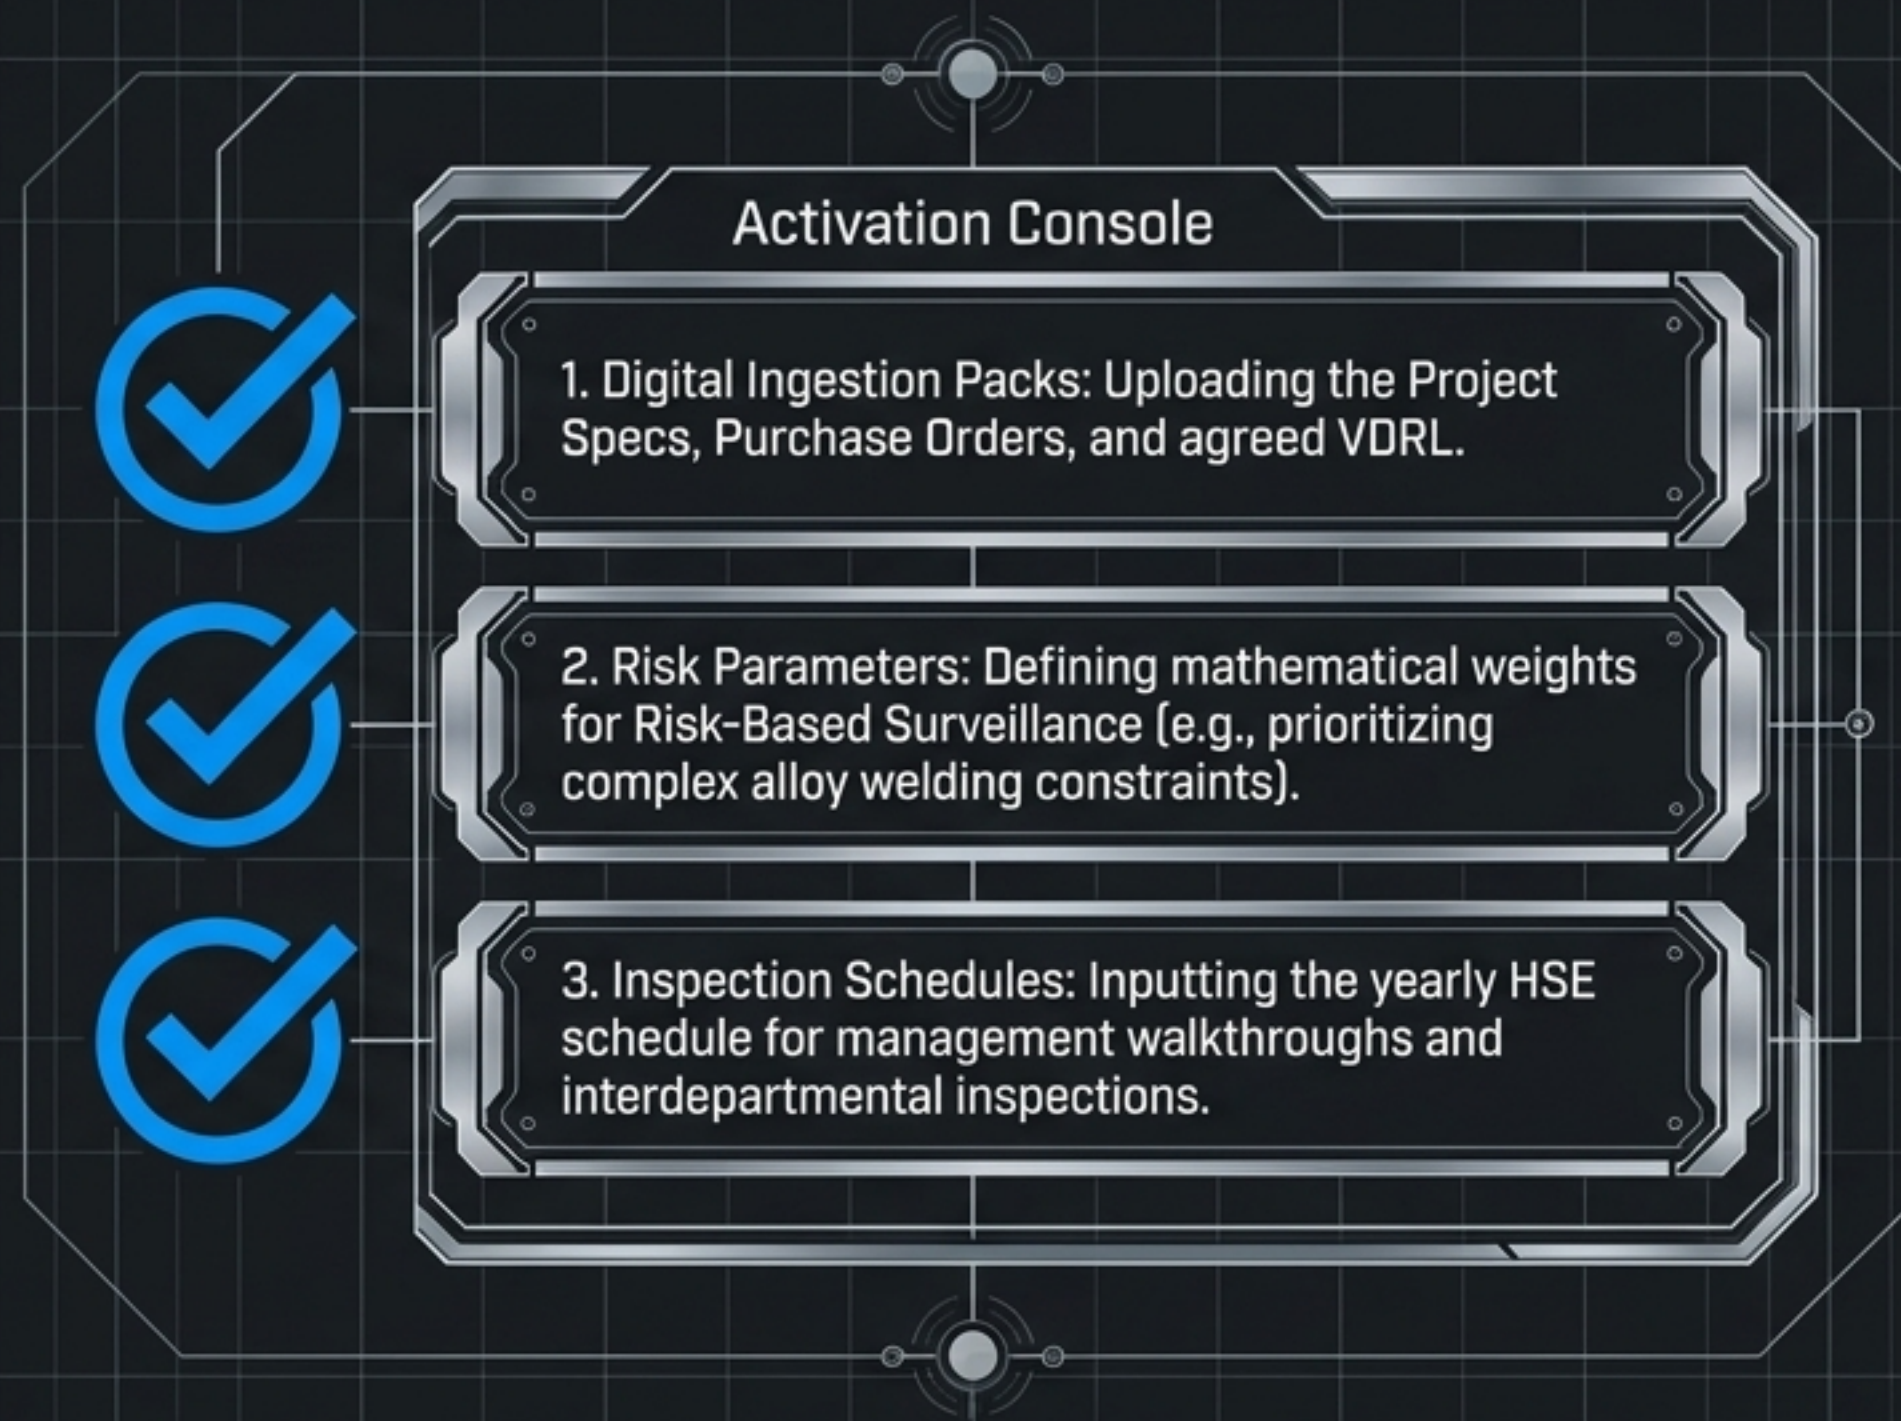 Activation Console
1. Digital Ingestion Packs: Uploading the Project
Specs, Purchase Orders, and agreed VDRL.
2. Risk Parameters: Defining mathematical weights
for Risk-Based Surveillance (e.g., prioritizing
complex alloy welding constraints).
3. Inspection Schedules: Inputting the yearly HSE
schedule for management walkthroughs and
interdepartmental inspections.